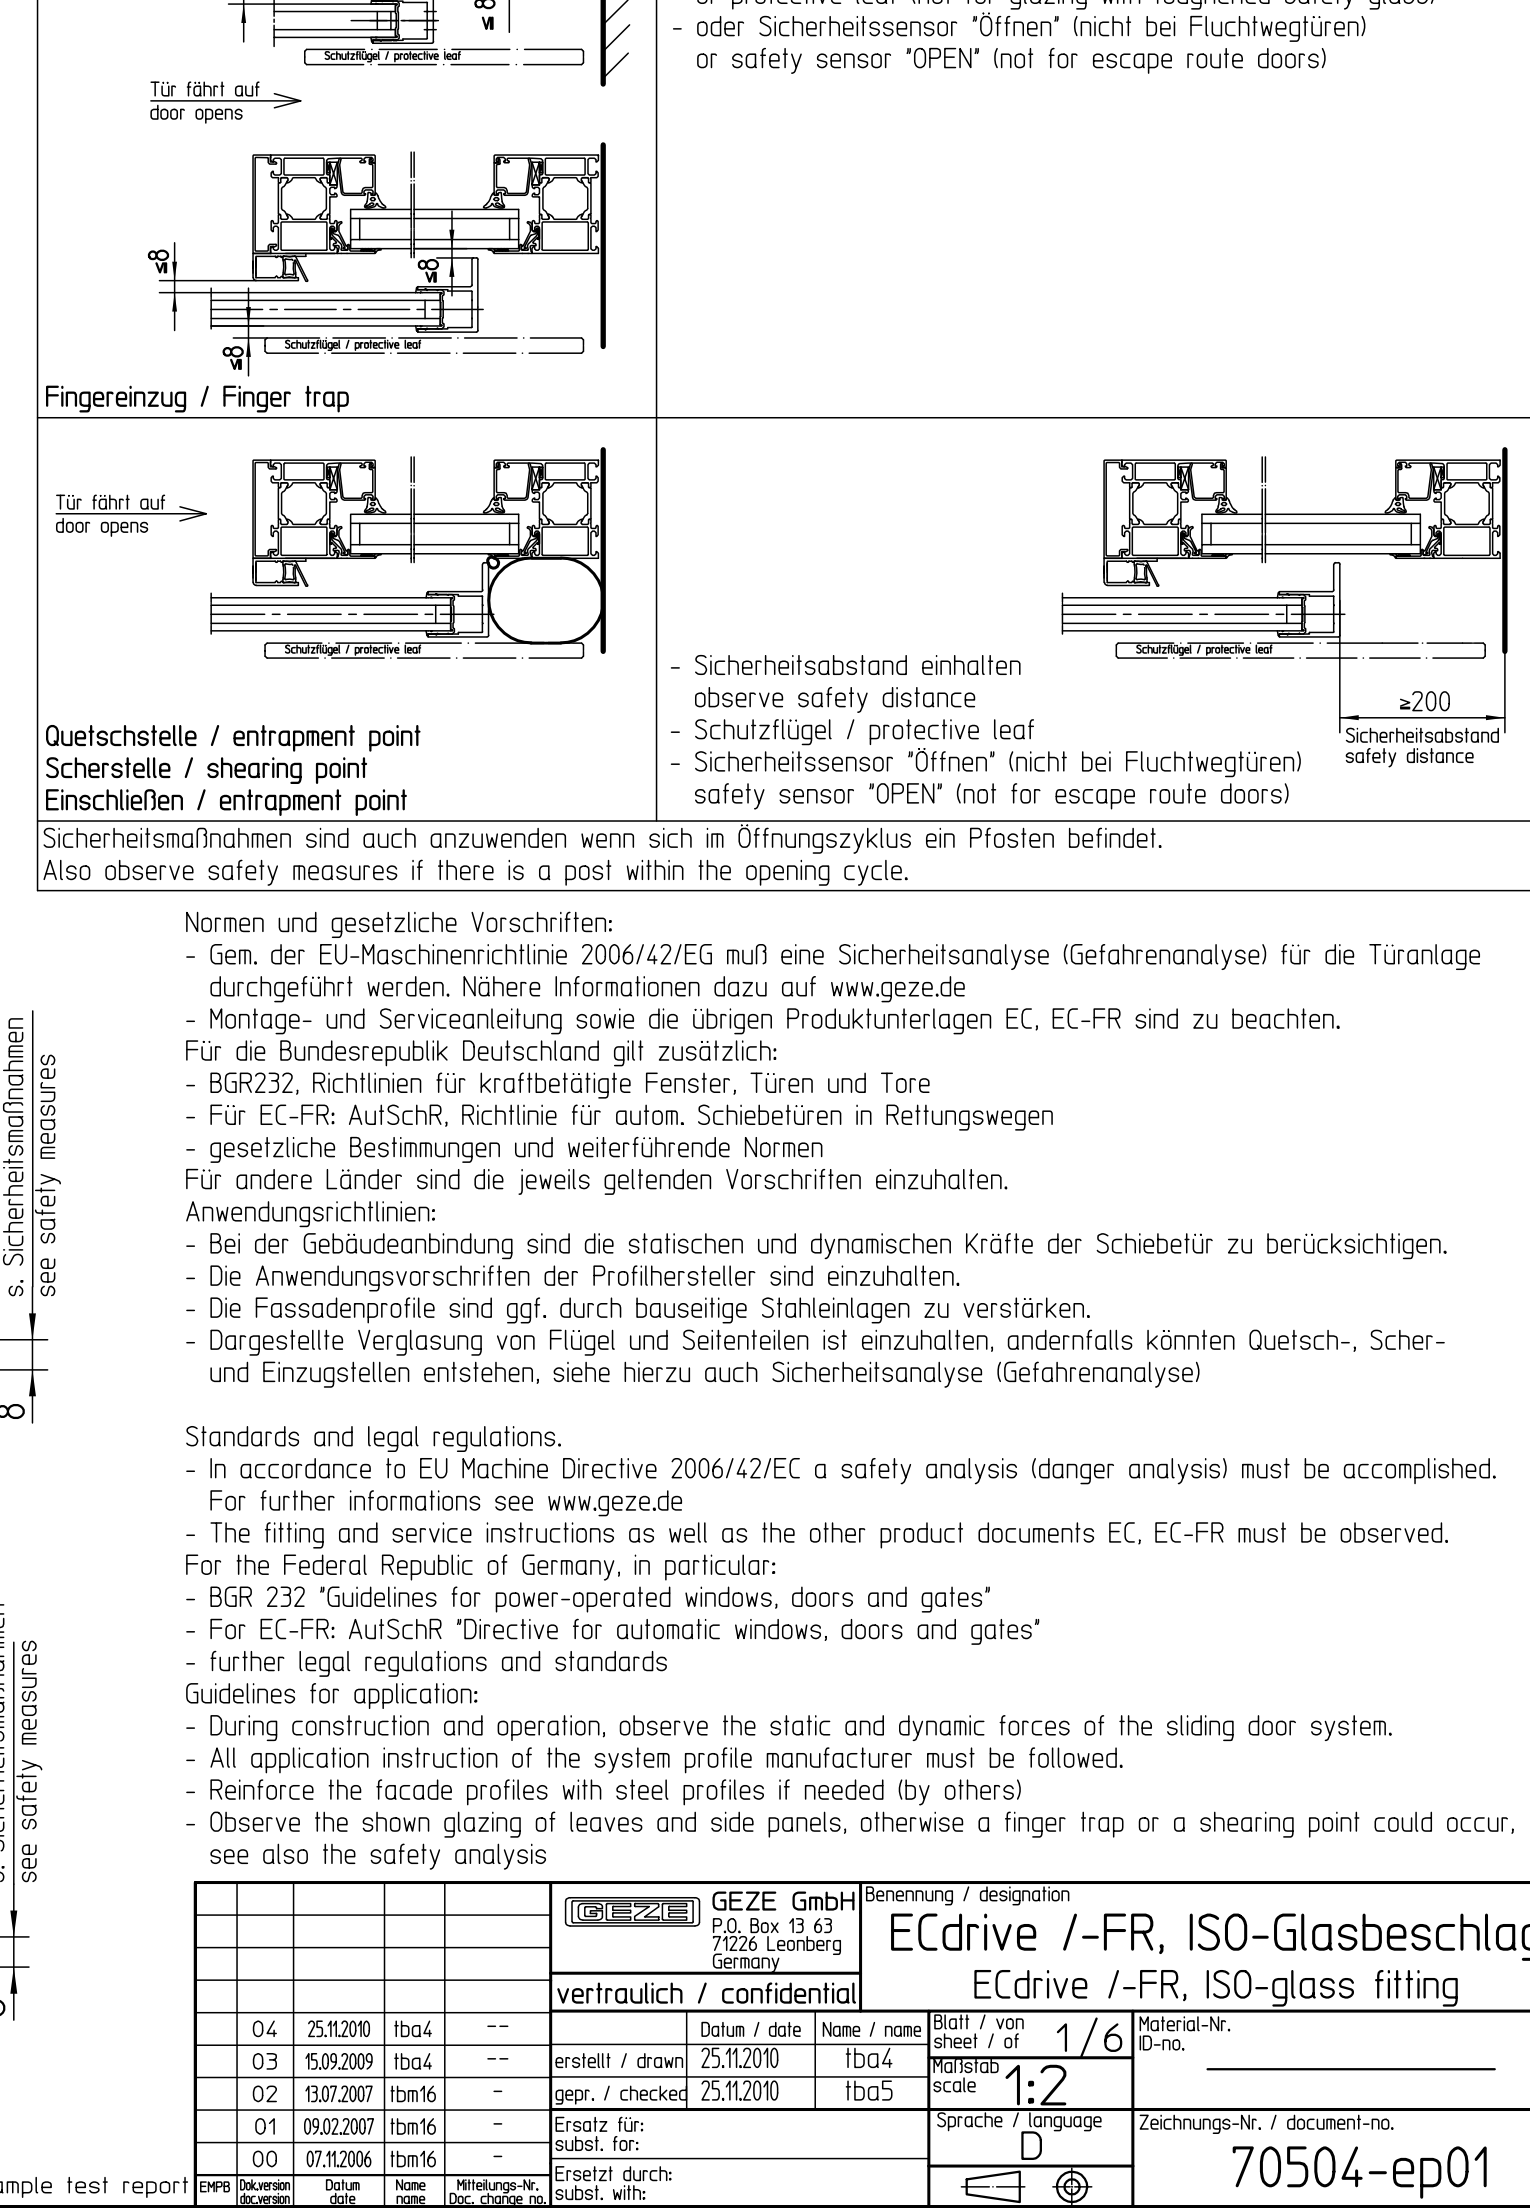 or protective leaf (not for glazing with toughened safety glass)
- oder Sicherheitssensor "Öffnen" (nicht bei Fluchtwegtüren)
or safety sensor "OPEN" (not for escape route doors)
≤8
Schutzflügel / protective leaf
Tür fährt auf
door opens
≤8
≤8
≤8
Schutzflügel / protective leaf
Fingereinzug / Finger trap
Tür fährt auf
door opens
Schutzflügel / protective leaf
Quetschstelle / entrapment point
Scherstelle / shearing point
Einschließen / entrapment point
Schutzflügel / protective leaf
≥200
Sicherheitsabstand
safety distance
- Sicherheitsabstand einhalten
observe safety distance
- Schutzflügel / protective leaf
- Sicherheitssensor "Öffnen" (nicht bei Fluchtwegtüren)
safety sensor "OPEN" (not for escape route doors)
Sicherheitsmaßnahmen sind auch anzuwenden wenn sich im Öffnungszyklus ein Pfosten befindet.
Also observe safety measures if there is a post within the opening cycle.
Normen und gesetzliche Vorschriften:
- Gem. der EU-Maschinenrichtlinie 2006/42/EG muß eine Sicherheitsanalyse (Gefahrenanalyse) für die Türanlage
durchgeführt werden. Nähere Informationen dazu auf www.geze.de
- Montage- und Serviceanleitung sowie die übrigen Produktunterlagen EC, EC-FR sind zu beachten.
Für die Bundesrepublik Deutschland gilt zusätzlich:
- BGR232, Richtlinien für kraftbetätigte Fenster, Türen und Tore
- Für EC-FR: AutSchR, Richtlinie für autom. Schiebetüren in Rettungswegen
- gesetzliche Bestimmungen und weiterführende Normen
Für andere Länder sind die jeweils geltenden Vorschriften einzuhalten.
Anwendungsrichtlinien:
- Bei der Gebäudeanbindung sind die statischen und dynamischen Kräfte der Schiebetür zu berücksichtigen.
- Die Anwendungsvorschriften der Profilhersteller sind einzuhalten.
- Die Fassadenprofile sind ggf. durch bauseitige Stahleinlagen zu verstärken.
- Dargestellte Verglasung von Flügel und Seitenteilen ist einzuhalten, andernfalls könnten Quetsch-, Scher-
und Einzugstellen entstehen, siehe hierzu auch Sicherheitsanalyse (Gefahrenanalyse)
s. Sicherheitsmaßnahmen
see safety measures
8
Standards and legal regulations.
- In accordance to EU Machine Directive 2006/42/EC a safety analysis (danger analysis) must be accomplished.
For further informations see www.geze.de
- The fitting and service instructions as well as the other product documents EC, EC-FR must be observed.
For the Federal Republic of Germany, in particular:
- BGR 232 "Guidelines for power-operated windows, doors and gates"
- For EC-FR: AutSchR "Directive for automatic windows, doors and gates"
- further legal regulations and standards
Guidelines for application:
- During construction and operation, observe the static and dynamic forces of the sliding door system.
- All application instruction of the system profile manufacturer must be followed.
- Reinforce the facade profiles with steel profiles if needed (by others)
- Observe the shown glazing of leaves and side panels, otherwise a finger trap or a shearing point could occur,
see also the safety analysis
s. Sicherheitsmaßnahmen
see safety measures
GEZE
GEZE GmbH
P.O. Box 13 63
71226 Leonberg
Germany
vertraulich / confidential
Benennung / designation
ECdrive /-FR, ISO-Glasbeschlag
ECdrive /-FR, ISO-glass fitting
04 25.11.2010 tba4 --
03 15.09.2009 tba4 --
02 13.07.2007 tbm16 -
01 09.02.2007 tbm16 -
00 07.11.2006 tbm16 -
EMPB Dok.version Datum Name Mitteilungs-Nr.
doc.version date name Doc. change no.
Datum / date Name / name
erstellt / drawn 25.11.2010 tba4
gepr. / checked 25.11.2010 tba5
Ersatz für:
subst. for:
Ersetzt durch:
subst. with:
Blatt / von
sheet / of 1/6
Maßstab
scale 1:2
Sprache / language
D
Material-Nr.
ID-no.
Zeichnungs-Nr. / document-no.
70504-ep01
ample test report